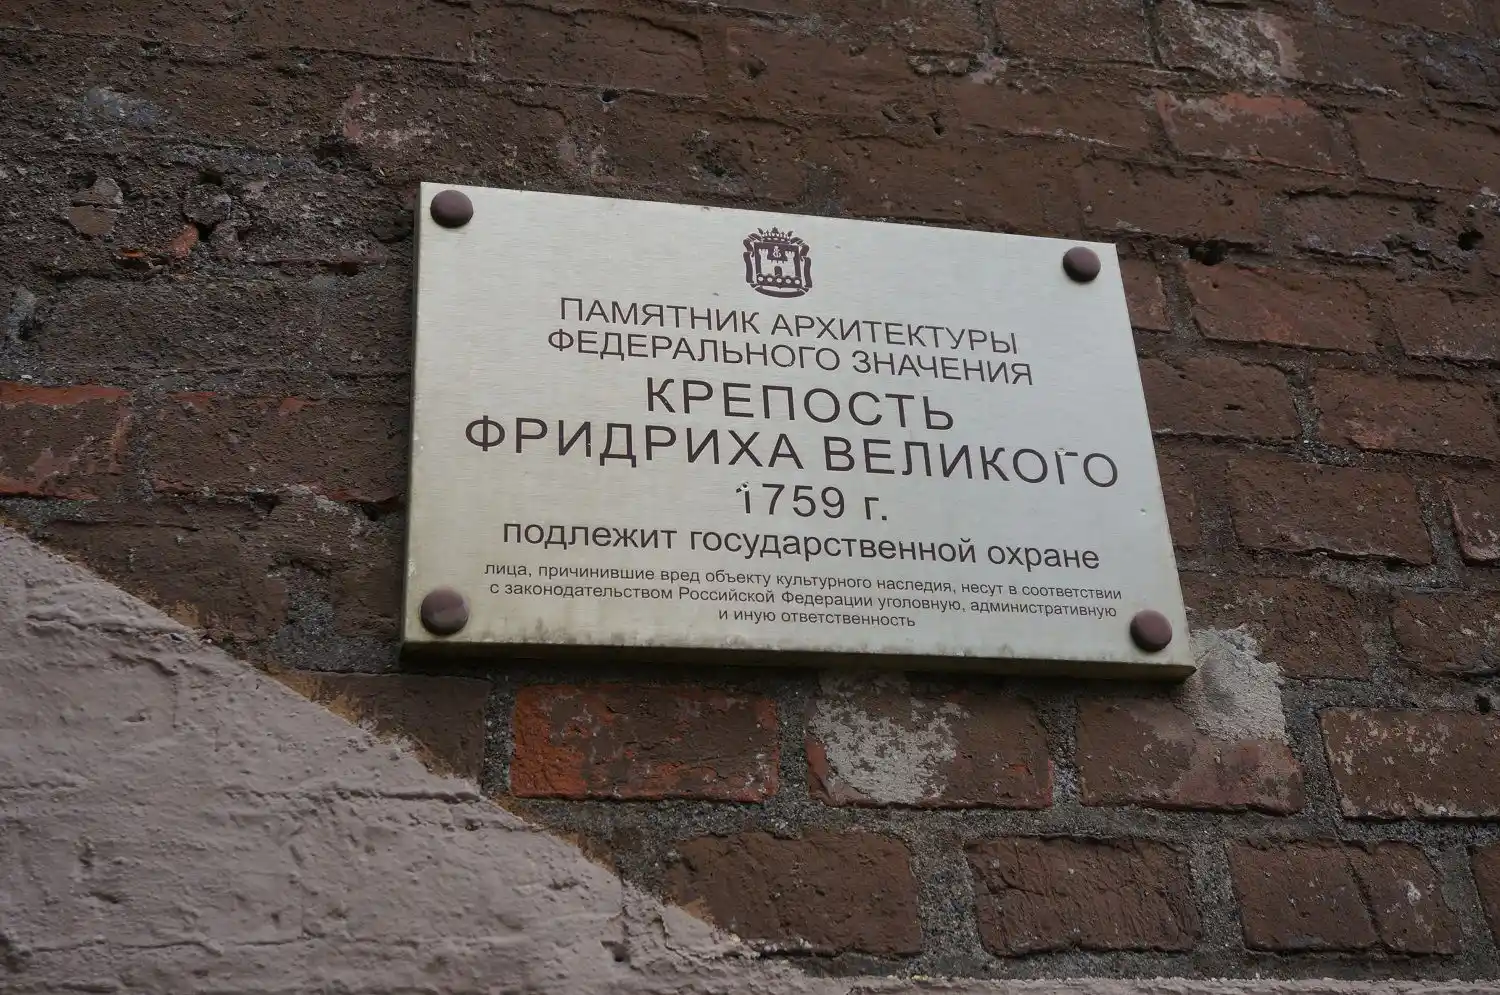 ПАМЯТНИК АРХИТЕКТУРЫ
ФЕДЕРАЛЬНОГО ЗНАЧЕНИЯ
КРЕПОСТЬ
ФРИДРИХА ВЕЛИКОГО
1759 г.
подлежит государственной охране
лица, причинившие вред объекту культурного наследия, несут в соответствии
с законодательством Российской Федерации уголовную, административную
и иную ответственность